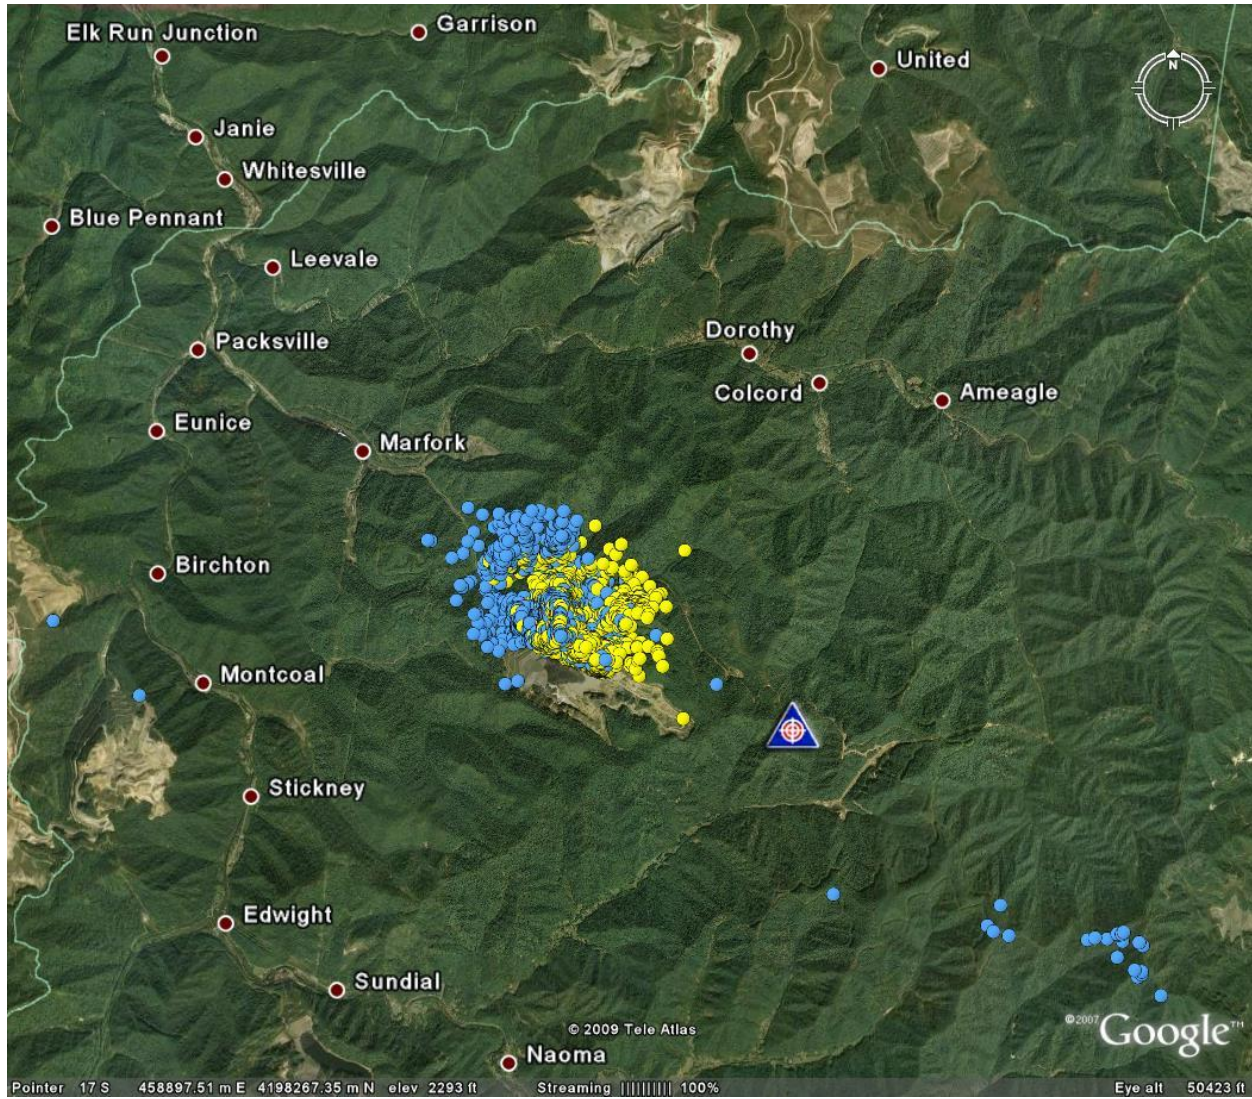 Garrison
Elk Run Junction
United
N
Janie
Whitesville
Blue Pennant
Leevale
Dorothy
Packsville
Colcord
Ameagle
Eunice
Marfork
Birchton
Montcoal
Stickney
Edwight
Sundial
© 2009 Tele Atlas
©2007 Google™
Naoma
Pointer 17 S 458897.51 m E 4198267.35 m N elev 2293 ft Streaming |||||||||| 100% Eye alt 50423 ft